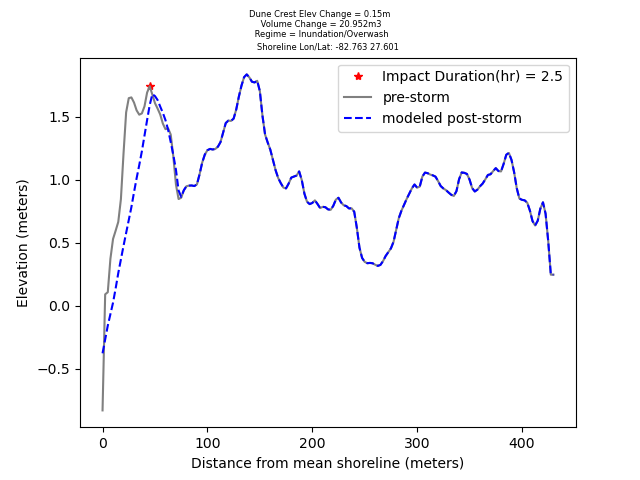 Dune Crest Elev Change = 0.15m
Volume Change = 20.952m3
Regime = Inundation/Overwash
Shoreline Lon/Lat: -82.763 27.601
Impact Duration(hr) = 2.5
pre-storm
modeled post-storm
Elevation (meters)
1.5
1.0
0.5
0.0
−0.5
0 100 200 300 400
Distance from mean shoreline (meters)